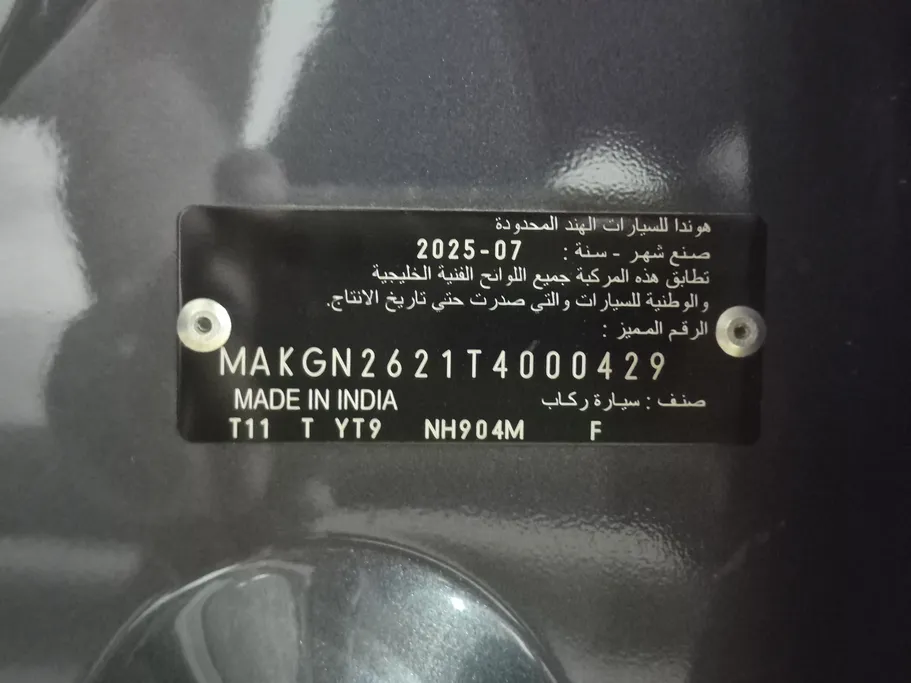 هوندا للسيارات الهند المحدودة
صنع شهر - سنة : 2025-07
تطابق هذه المركبة جميع اللوائح الفنية الخليجية
والوطنية للسيارات والتي صدرت حتي تاريخ الانتاج.
الرقم المميز :
MAKGN2621T4000429
MADE IN INDIA صنف : سيارة ركاب
T11 T YT9 NH904M F